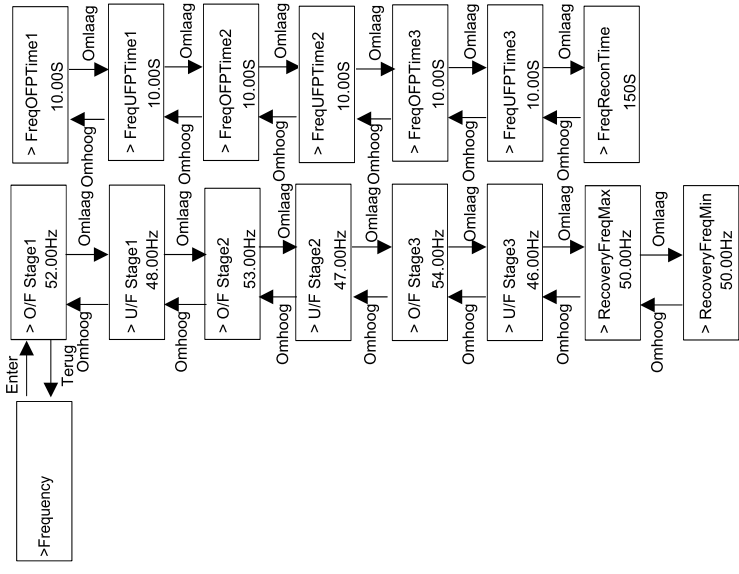 >Frequency
Enter
Terug
> O/F Stage1
52.00Hz
Omhoog
Omlaag
> U/F Stage1
48.00Hz
Omhoog
Omlaag
> O/F Stage2
53.00Hz
Omhoog
Omlaag
> U/F Stage2
47.00Hz
Omhoog
Omlaag
> O/F Stage3
54.00Hz
Omhoog
Omlaag
> U/F Stage3
46.00Hz
Omhoog
Omlaag
> RecoveryFreqMax
50.00Hz
Omhoog
Omlaag
> RecoveryFreqMin
50.00Hz
> FreqOFPTime1
10.00S
Omhoog
Omlaag
> FreqUFPTime1
10.00S
Omhoog
Omlaag
> FreqOFPTime2
10.00S
Omhoog
Omlaag
> FreqUFPTime2
10.00S
Omhoog
Omlaag
> FreqOFPTime3
10.00S
Omhoog
Omlaag
> FreqUFPTime3
10.00S
Omhoog
Omlaag
> FreqReconTime
150S